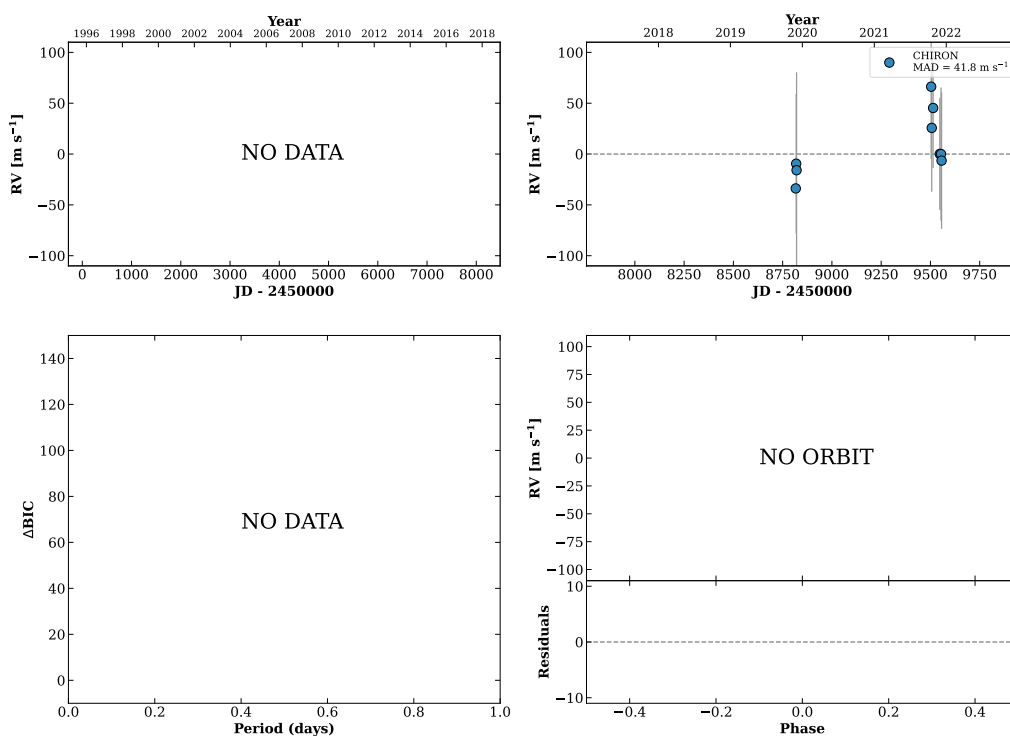 Year
1996 1998 2000 2002 2004 2006 2008 2010 2012 2014 2016 2018
100
50
0
−50
−100
RV [m s⁻¹]
NO DATA
0 1000 2000 3000 4000 5000 6000 7000 8000
JD - 2450000
Year
2018 2019 2020 2021 2022
CHIRON
MAD = 41.8 m s⁻¹
100
50
0
−50
−100
RV [m s⁻¹]
8000 8250 8500 8750 9000 9250 9500 9750
JD - 2450000
140
120
100
80
60
40
20
0
ΔBIC
NO DATA
0.0 0.2 0.4 0.6 0.8 1.0
Period (days)
100
75
50
25
0
−25
−50
−75
−100
RV [m s⁻¹]
NO ORBIT
10
0
−10
Residuals
−0.4 −0.2 0.0 0.2 0.4
Phase